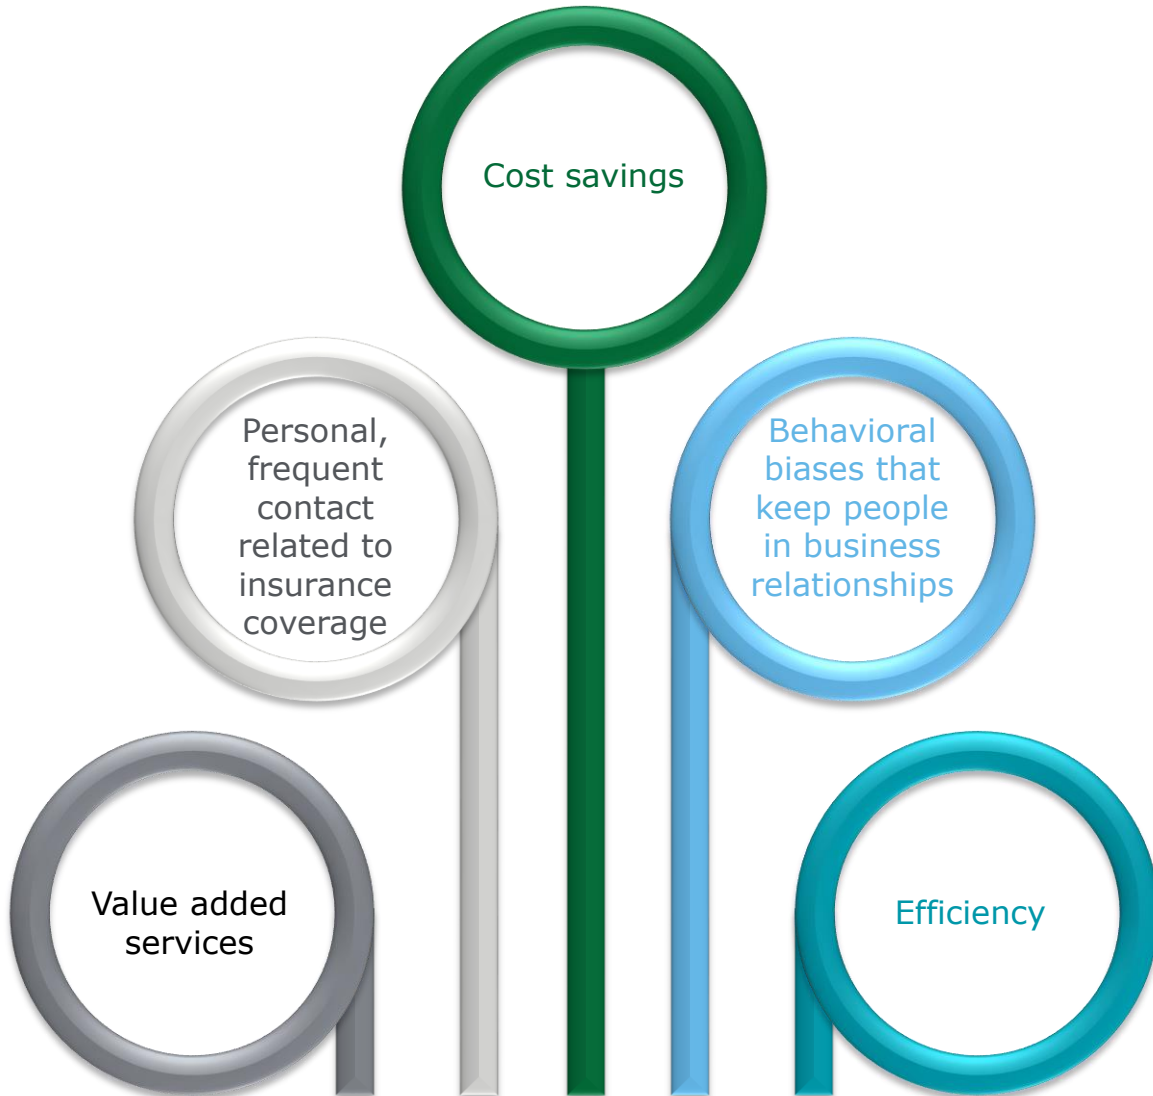 Cost savings
Personal,
frequent
contact
related to
insurance
coverage
Behavioral
biases that
keep people
in business
relationships
Value added
services
Efficiency